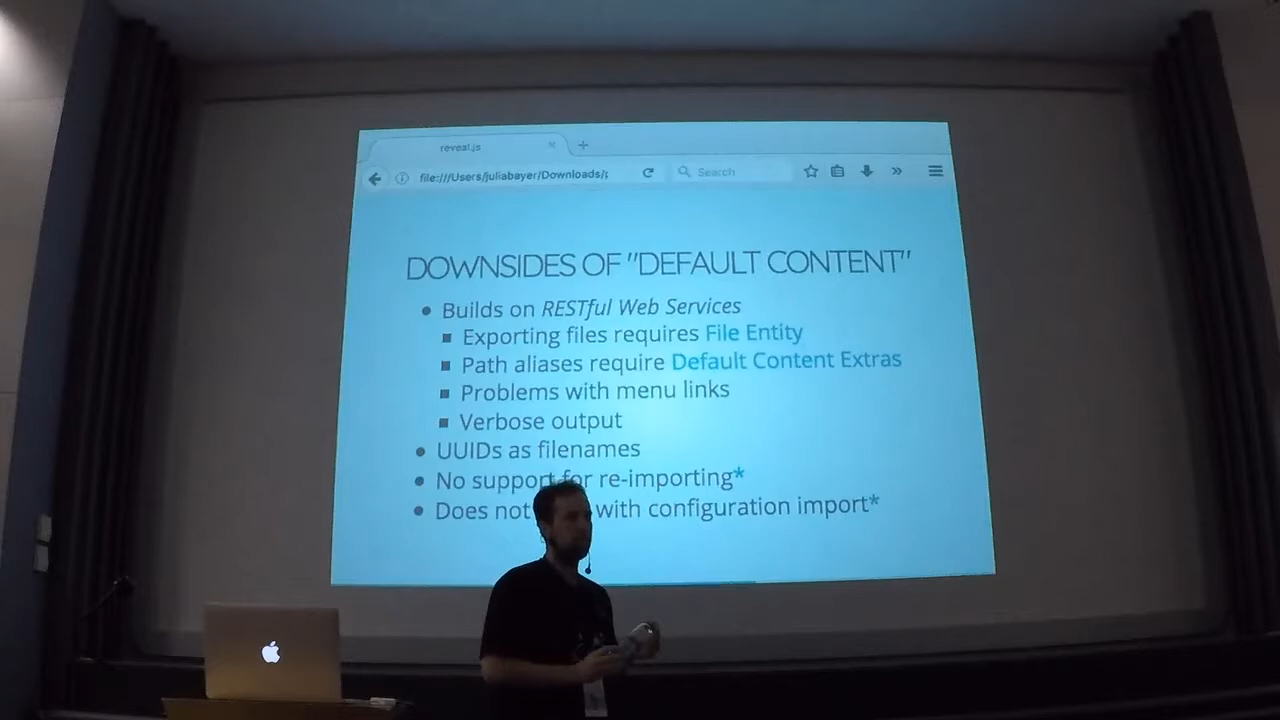 reveal.js
file:///Users/juliabayer/Downloads/
Search
DOWNSIDES OF "DEFAULT CONTENT"
Builds on RESTful Web Services
Exporting files requires File Entity
Path aliases require Default Content Extras
Problems with menu links
Verbose output
UUIDs as filenames
No support for re-importing*
Does not with configuration import*